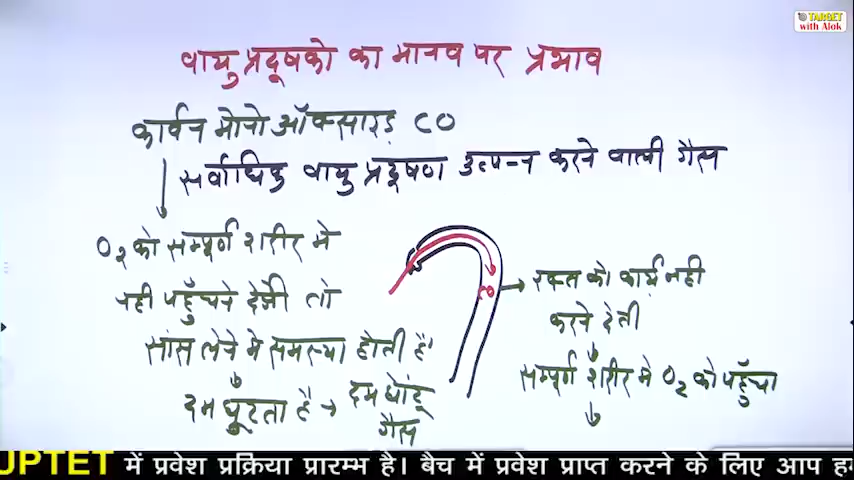 TARGET
with Alok
वायु प्रदूषको का मानव पर प्रभाव
कार्बन मोनो ऑक्साइड CO
सर्वाधिक वायु प्रदूषण उत्पन्न करने वाली गैस
O2 को सम्पूर्ण शरीर मे
नही पहुँचने देती तो
सांस लेने मे समस्या होती है
दम घूटता है → दम घोंटू
गैस
CO → रक्त को कार्य नही
करने देती
सम्पूर्ण शरीर मे O2 को पहुँचा
UPTET में प्रवेश प्रक्रिया प्रारम्भ है। बैच में प्रवेश प्राप्त करने के लिए आप हम